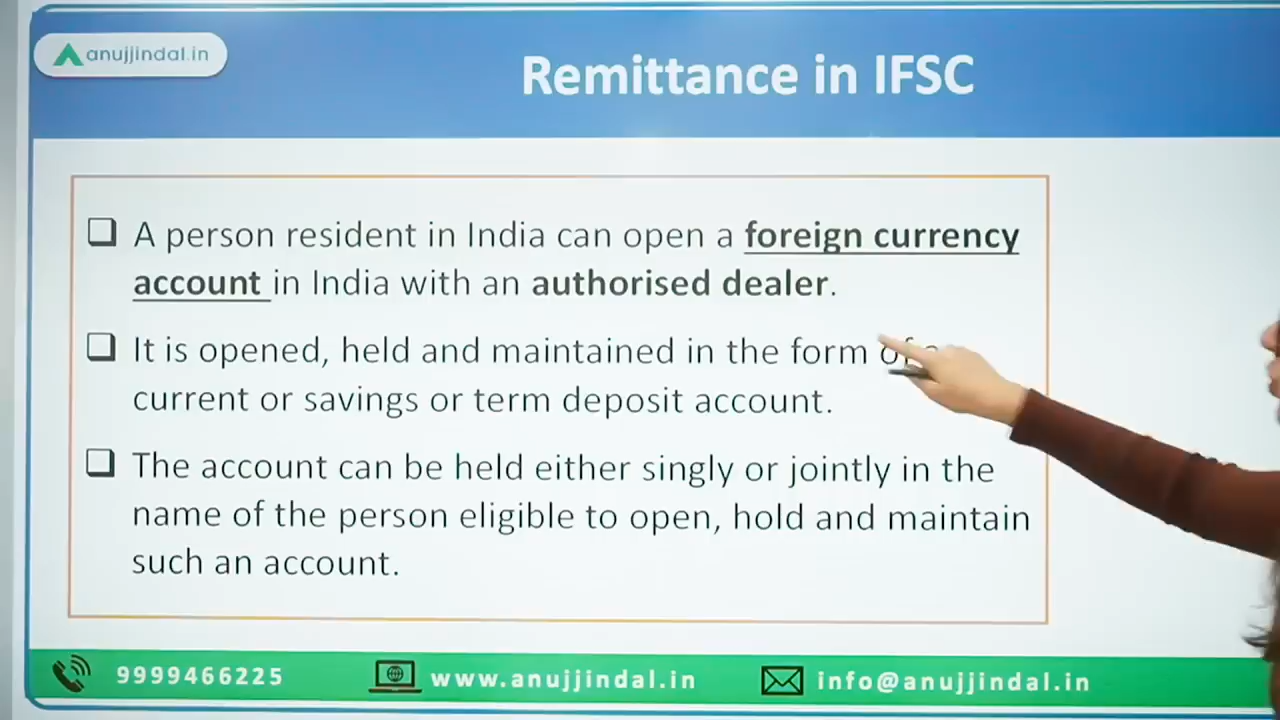 anujjindal.in
Remittance in IFSC
A person resident in India can open a foreign currency
account in India with an authorised dealer.
It is opened, held and maintained in the form of
current or savings or term deposit account.
The account can be held either singly or jointly in the
name of the person eligible to open, hold and maintain
such an account.
9999466225 www.anujjindal.in info@anujjindal.in